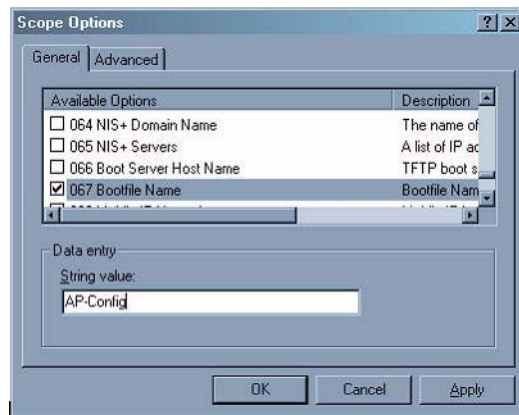 Scope Options
General Advanced
Available Options Description
064 NIS+ Domain Name The name of
065 NIS+ Servers A list of IP ac
066 Boot Server Host Name TFTP boot s
067 Bootfile Name Bootfile Nam
Data entry
String value:
AP-Config
OK Cancel Apply